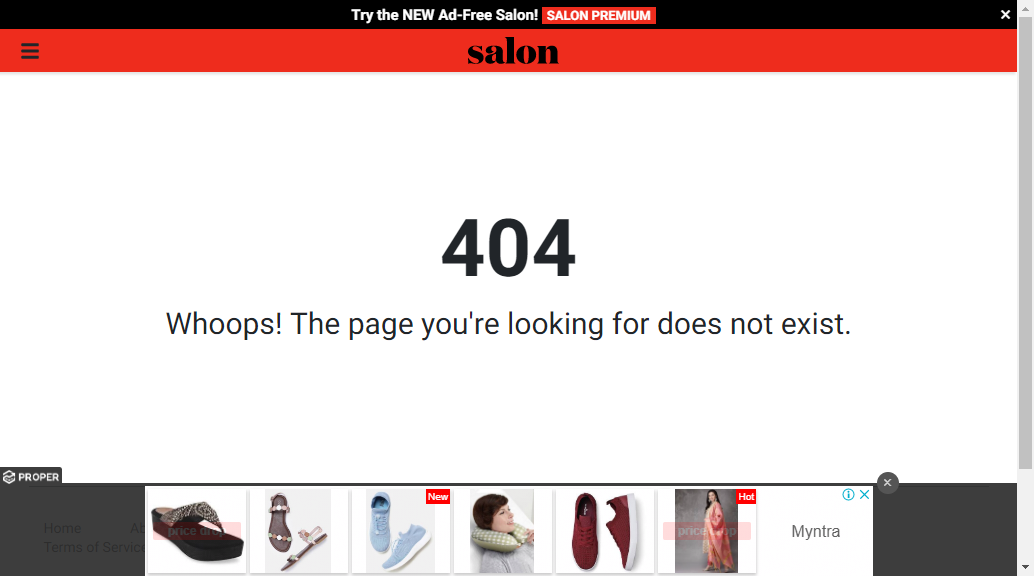 Try the NEW Ad-Free Salon! SALON PREMIUM
salon
404
Whoops! The page you're looking for does not exist.
PROPER
New
Hot
price drop
price drop
Myntra
Home
Terms of Service